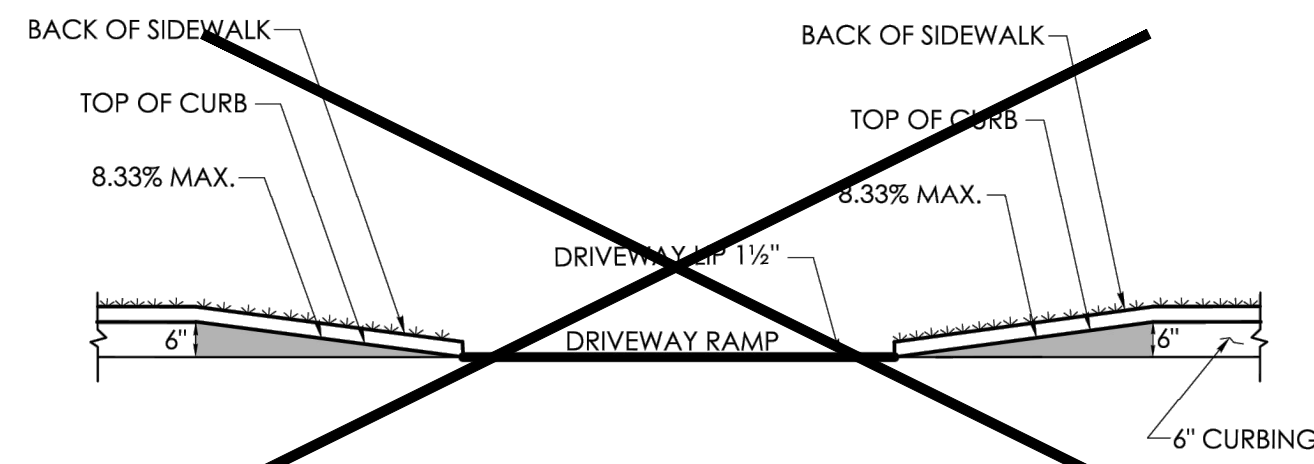 BACK OF SIDEWALK
BACK OF SIDEWALK
TOP OF CURB
TOP OF CURB
8.33% MAX.
8.33% MAX.
DRIVEWAY LIP 1½"
DRIVEWAY RAMP
6"
6"
6" CURBING